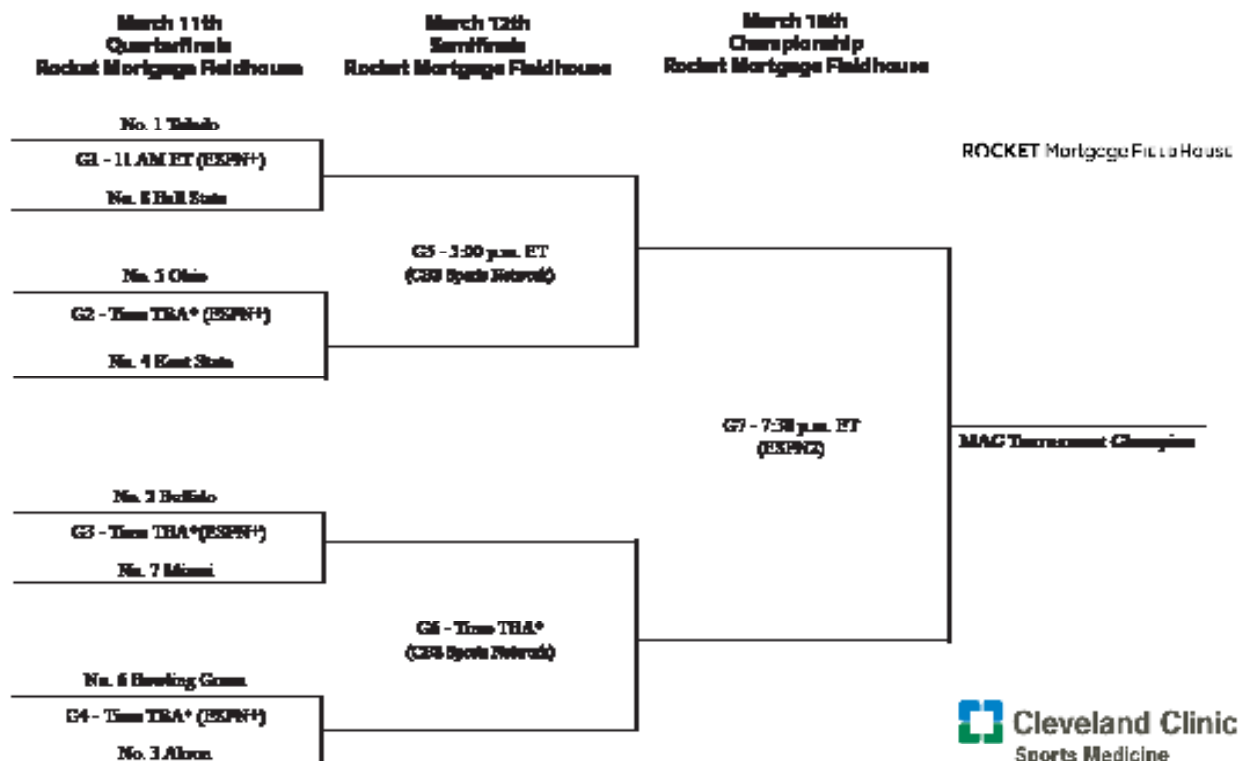 March 11th
Quarterfinals
Rocket Mortgage Fieldhouse
March 12th
Semifinals
Rocket Mortgage Fieldhouse
March
Championship
Rocket Mortgage Fieldhouse
No. 1 Toledo
G1 - 11 AM ET (ESPN+)
No. 8 Ball State
No. 5 Ohio
G2 - Time TBA* (ESPN+)
No. 4 Kent State
No. 2 Buffalo
G3 - Time TBA*(ESPN+)
No. 7 Miami
No. 6 Bowling Green
G4 - Time TBA* (ESPN+)
No. 3 Akron
G5 - :00 p.m. ET
(CBS Sports Network)
G6 - Time TBA*
(CBS Sports Network)
G7 - 7:30 p.m. ET
(ESPN2)
MAC Tournament Champion
ROCKET Mortgage FieldHouse
Cleveland Clinic
Sports Medicine